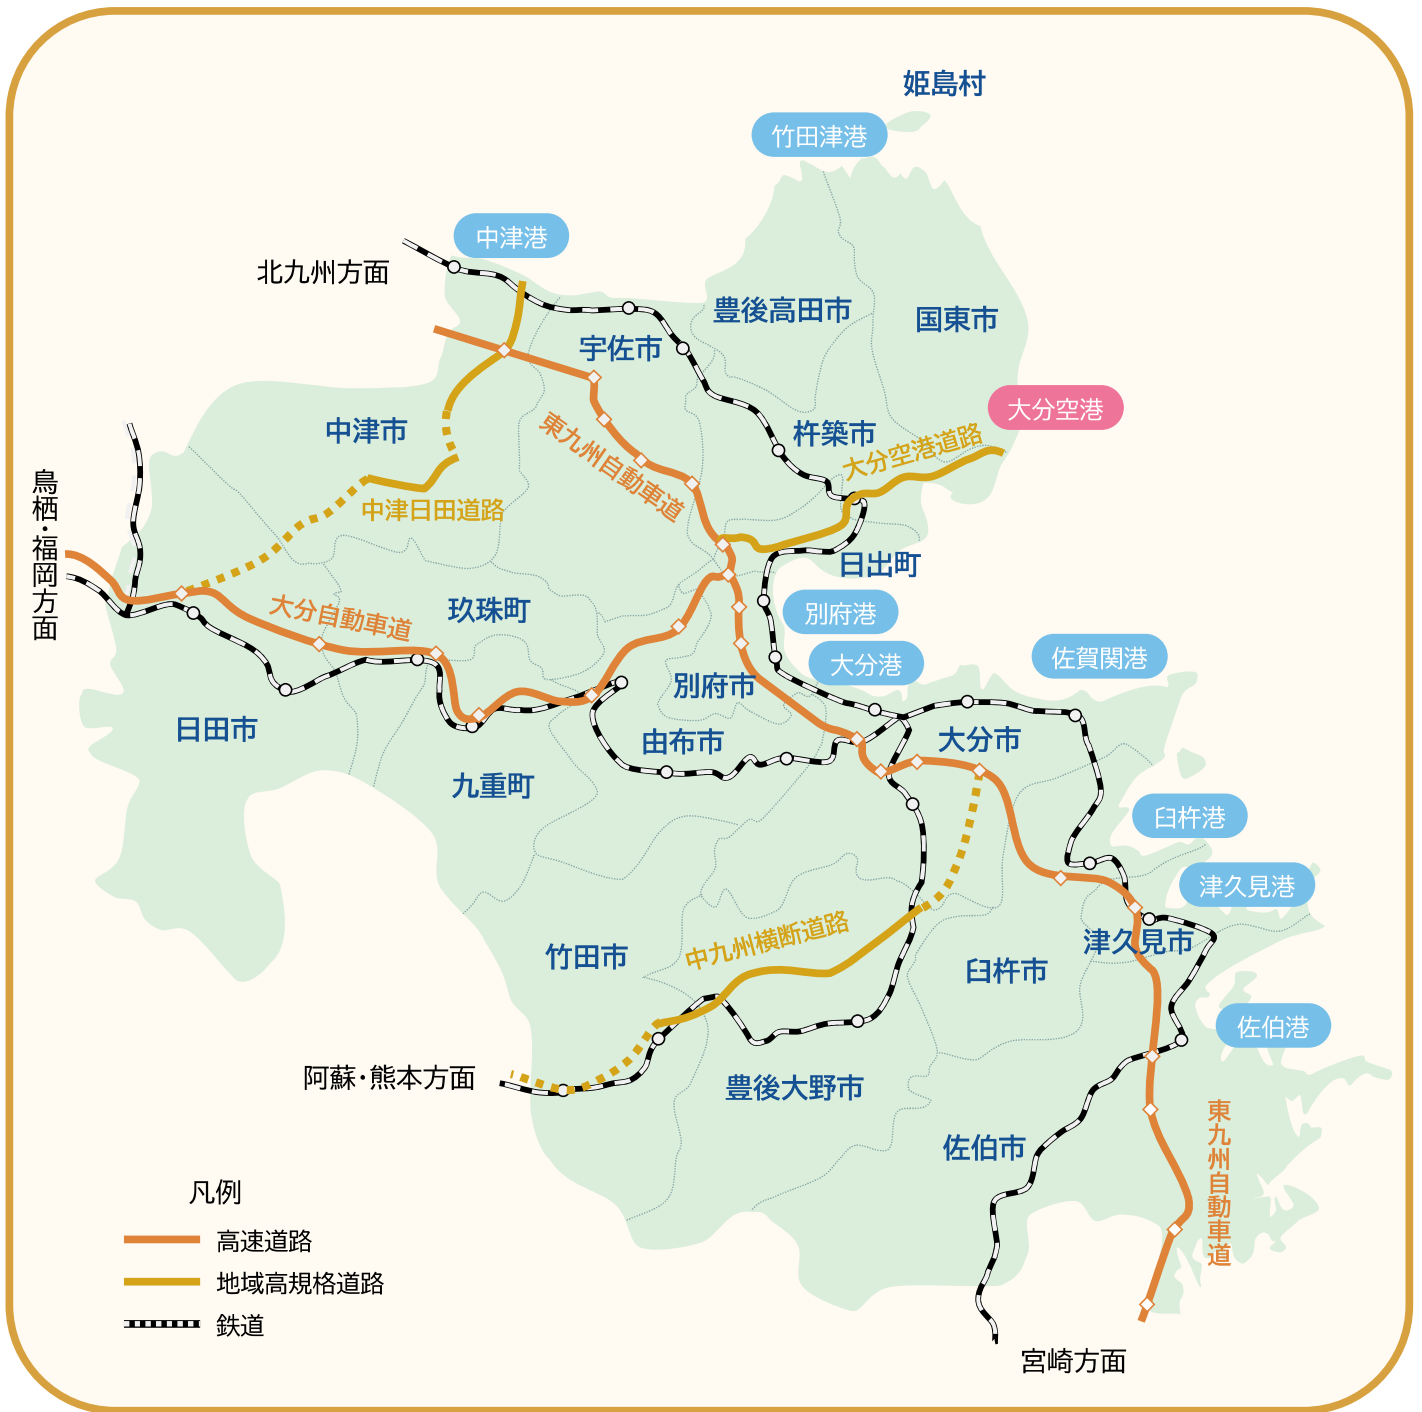 姫島村
竹田津港
中津港
北九州方面
豊後高田市
国東市
宇佐市
大分空港
中津市
東九州自動車道
杵築市
大分空港道路
鳥栖・福岡方面
中津日田道路
日出町
大分自動車道
玖珠町
別府港
大分港
佐賀関港
別府市
日田市
由布市
大分市
九重町
臼杵港
津久見港
竹田市
中九州横断道路
津久見市
臼杵市
佐伯港
阿蘇・熊本方面
豊後大野市
佐伯市
東九州自動車道
凡例
高速道路
地域高規格道路
鉄道
宮崎方面